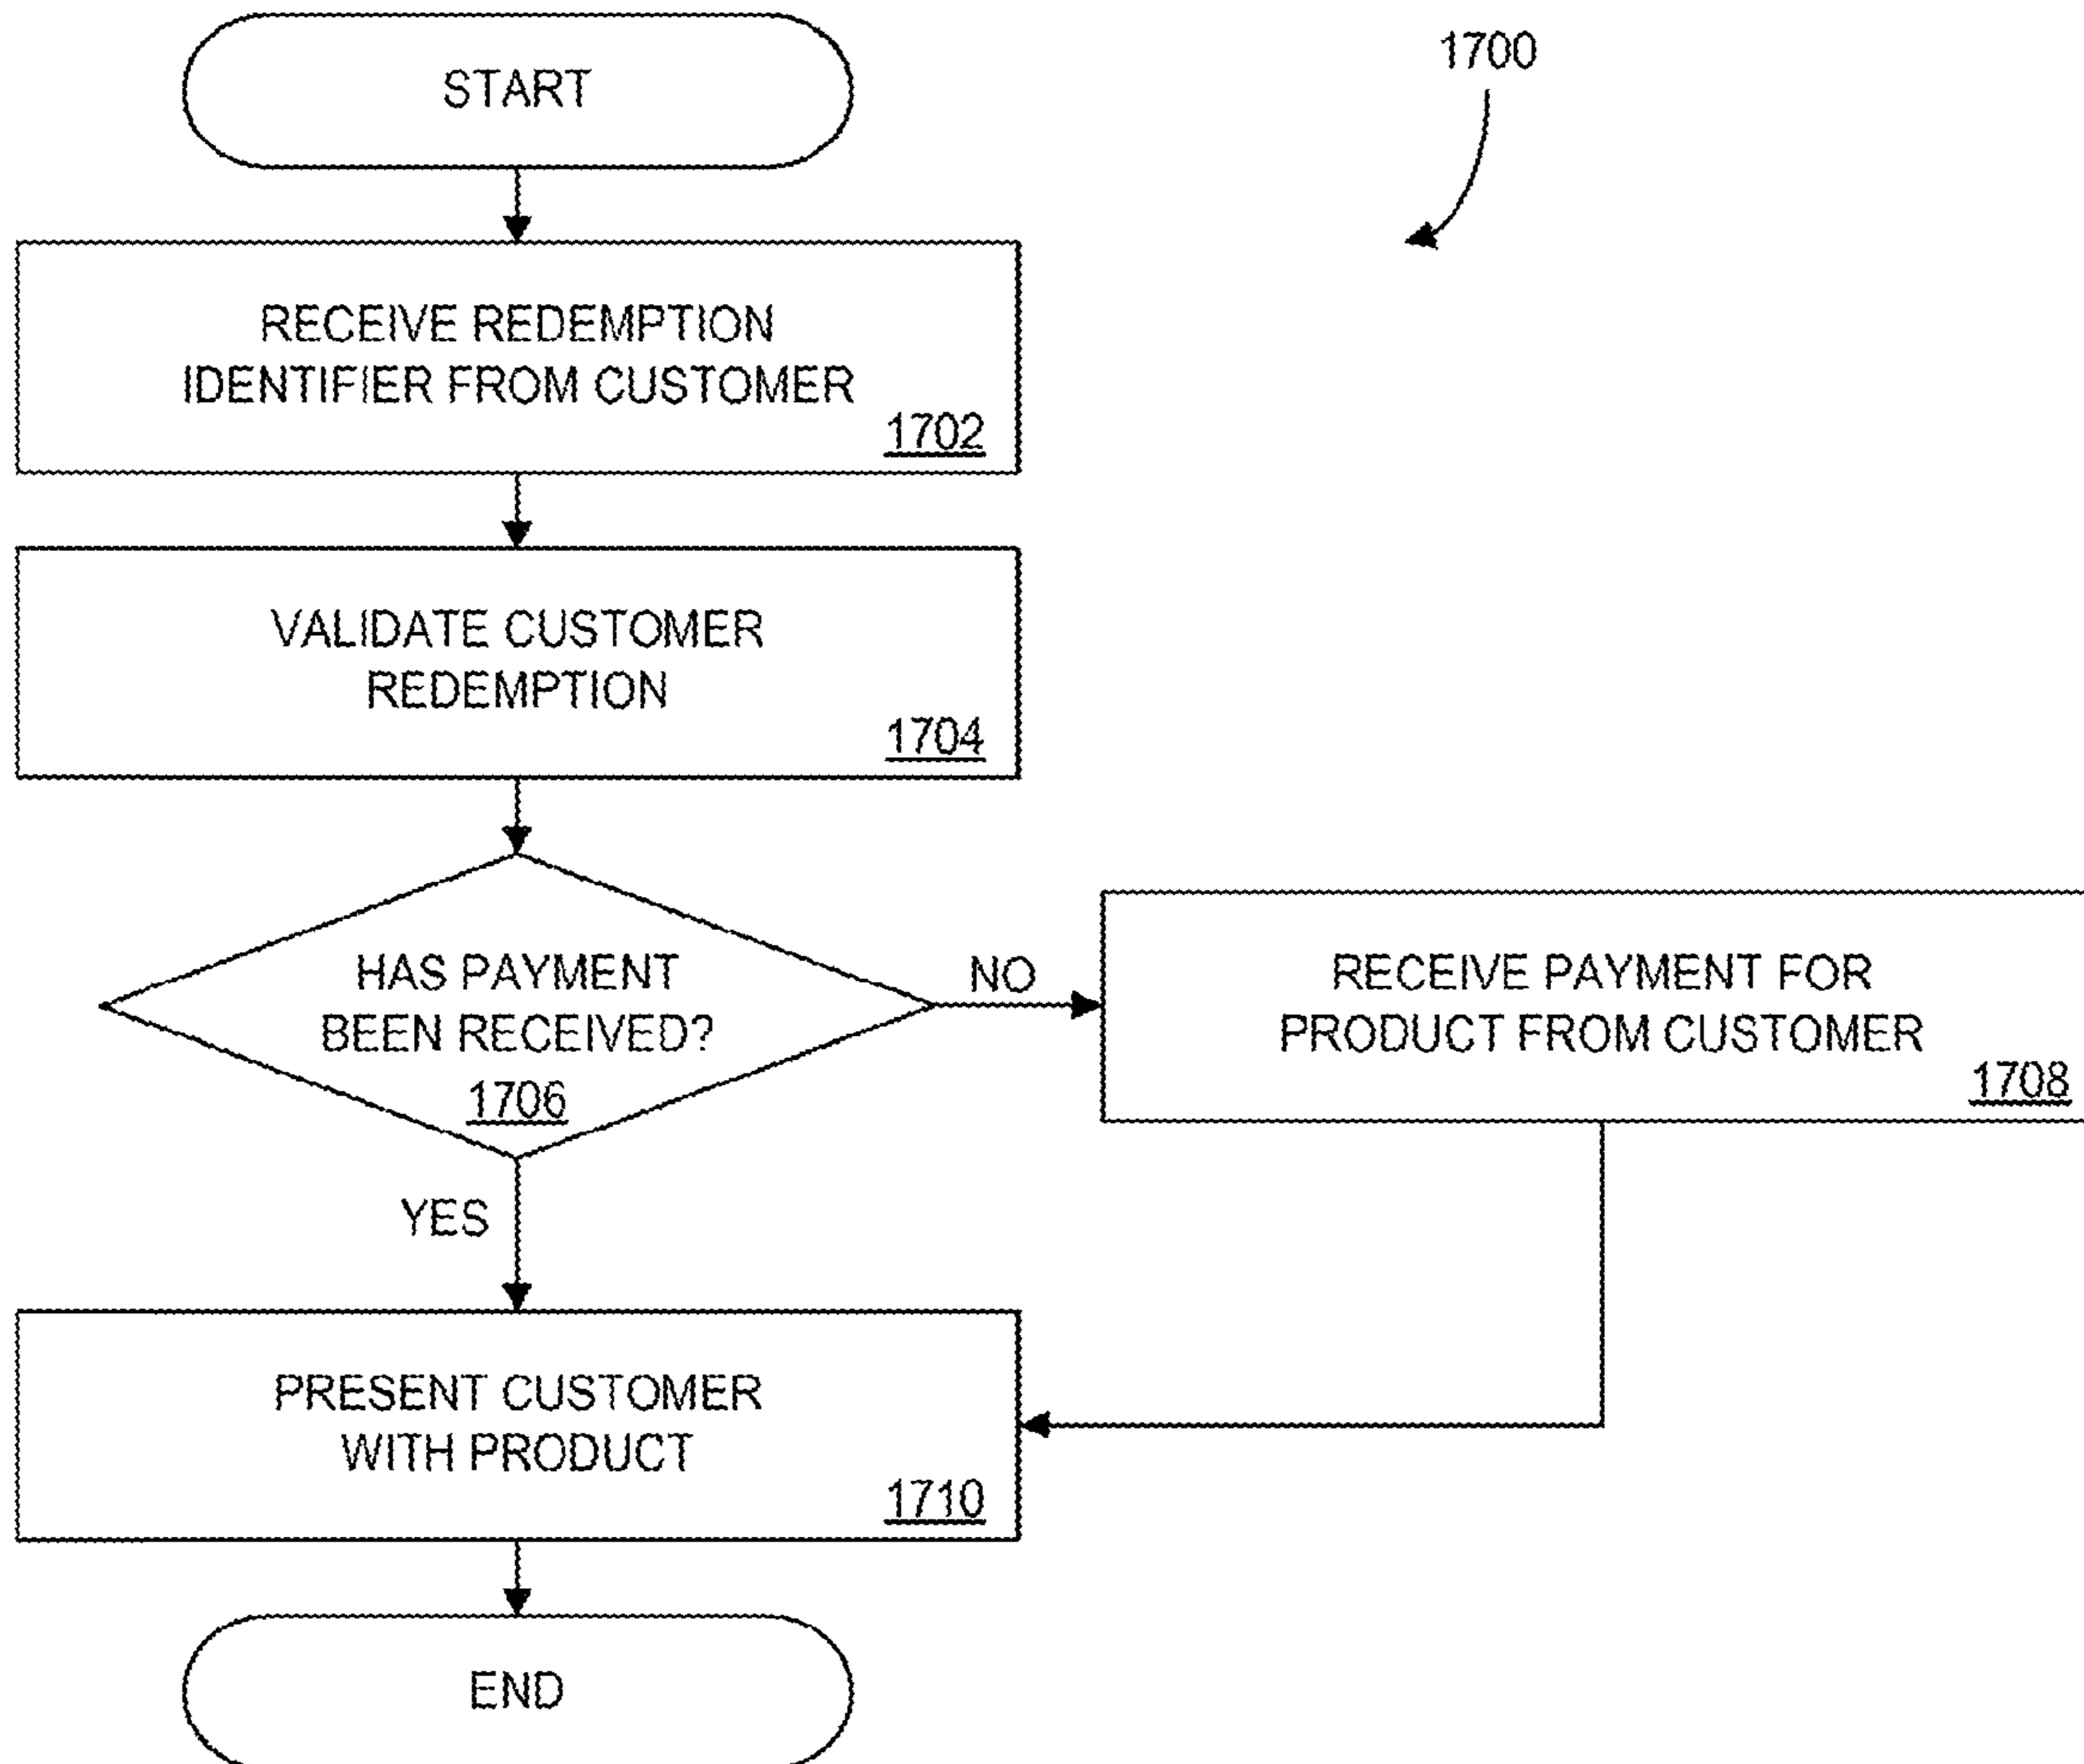 START
1700
RECEIVE REDEMPTION
IDENTIFIER FROM CUSTOMER
1702
VALIDATE CUSTOMER
REDEMPTION
1704
HAS PAYMENT
BEEN RECEIVED?
1706
NO
RECEIVE PAYMENT FOR
PRODUCT FROM CUSTOMER
1708
YES
PRESENT CUSTOMER
WITH PRODUCT
1710
END